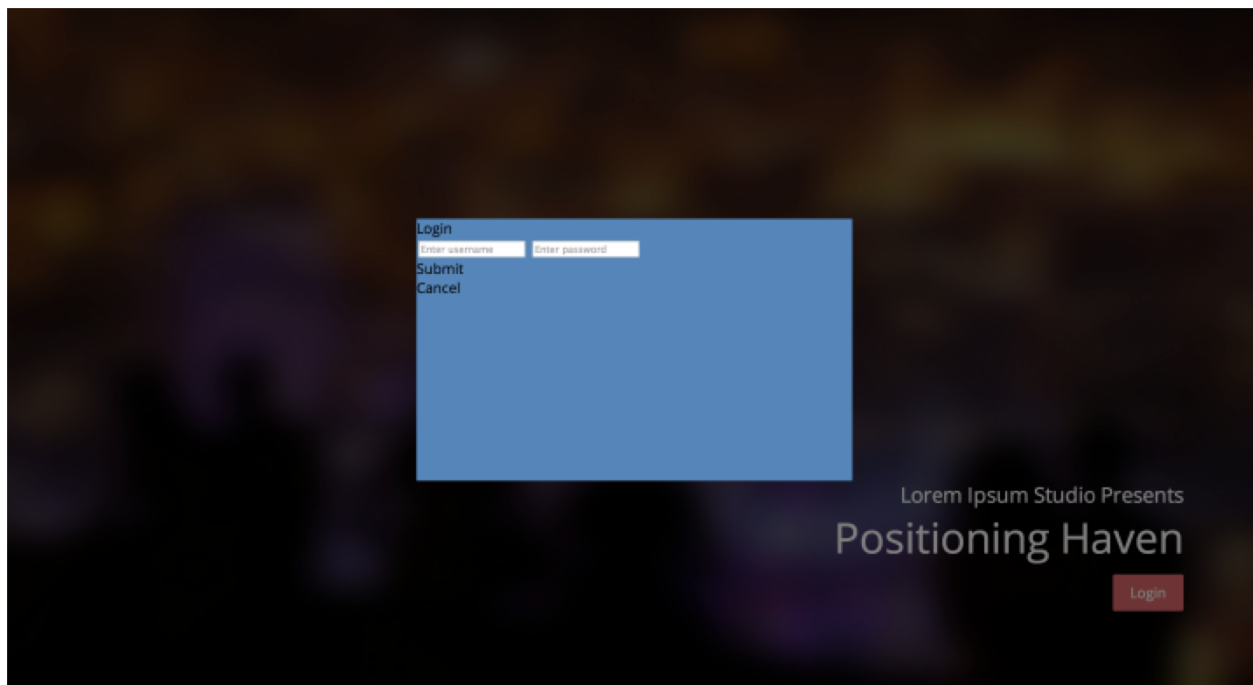 Login
Enter username Enter password
Submit
Cancel
Lorem Ipsum Studio Presents
Positioning Haven
Login